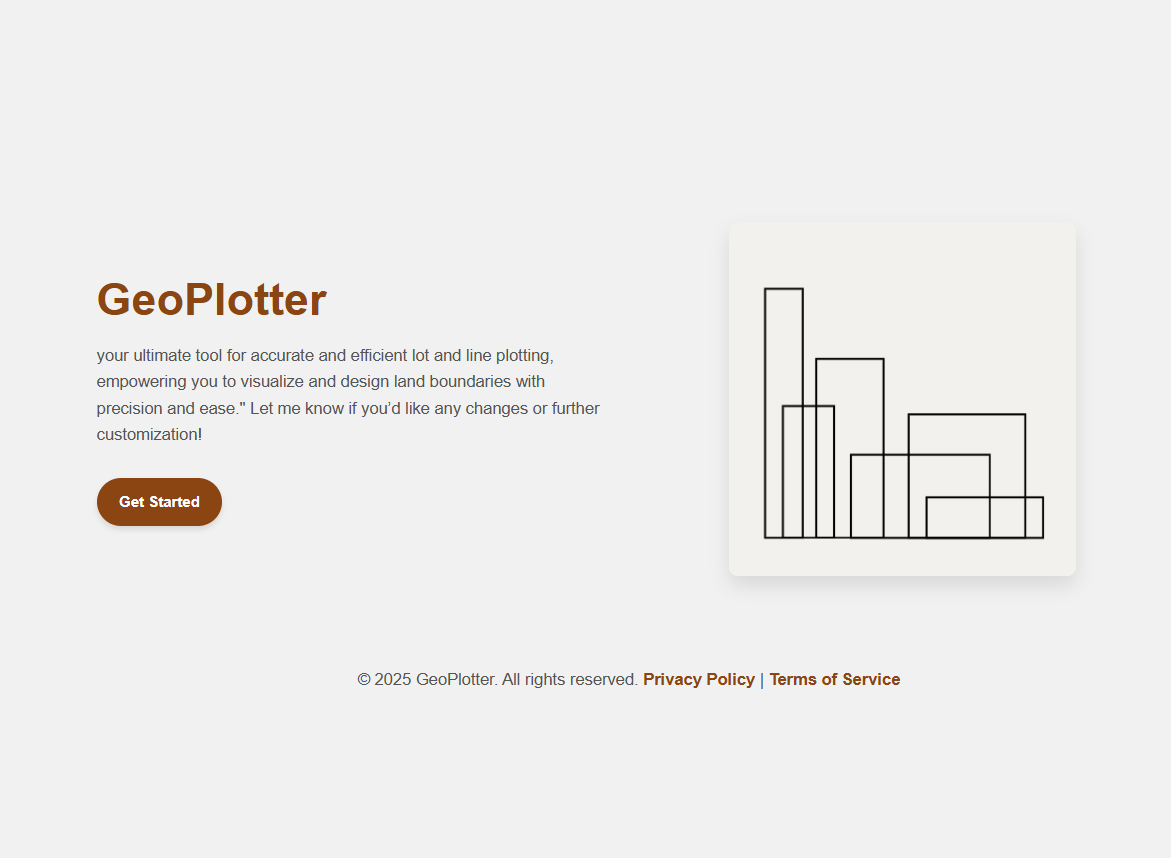 GeoPlotter
your ultimate tool for accurate and efficient lot and line plotting,
empowering you to visualize and design land boundaries with
precision and ease." Let me know if you’d like any changes or further
customization!
Get Started
© 2025 GeoPlotter. All rights reserved. Privacy Policy | Terms of Service